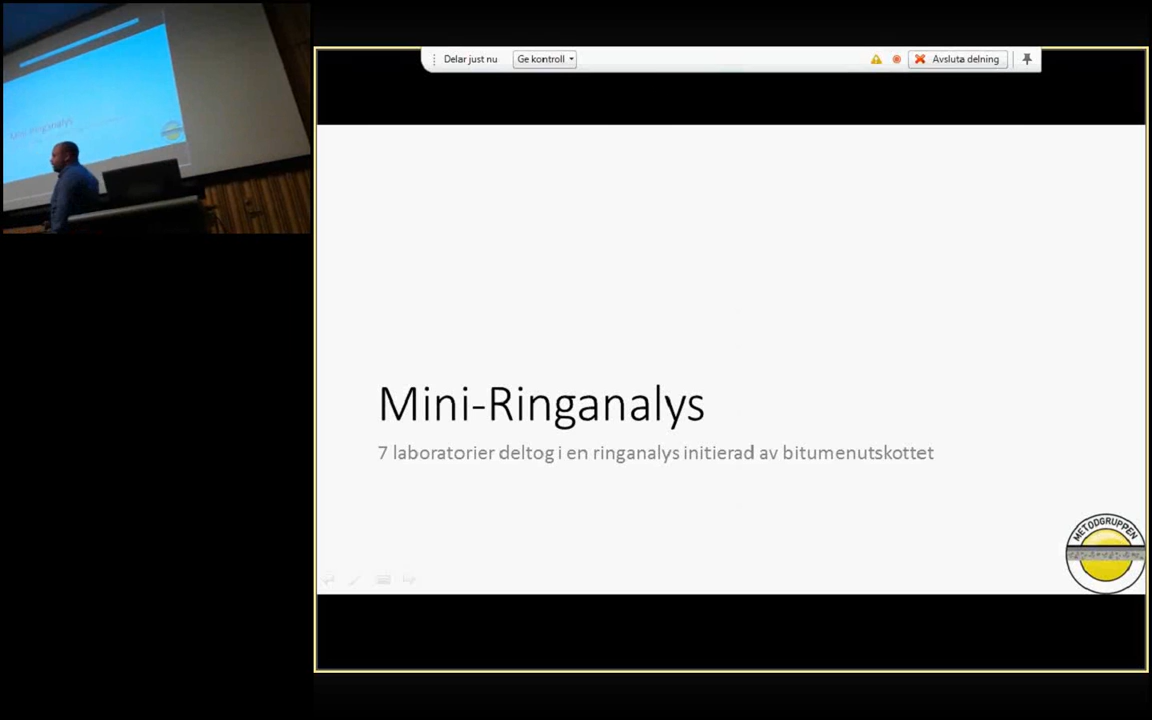 Delar just nu
Ge kontroll
Avsluta delning
Mini-Ringanalys
7 laboratorier deltog i en ringanalys initierad av bitumenutskottet
METODGRUPPEN